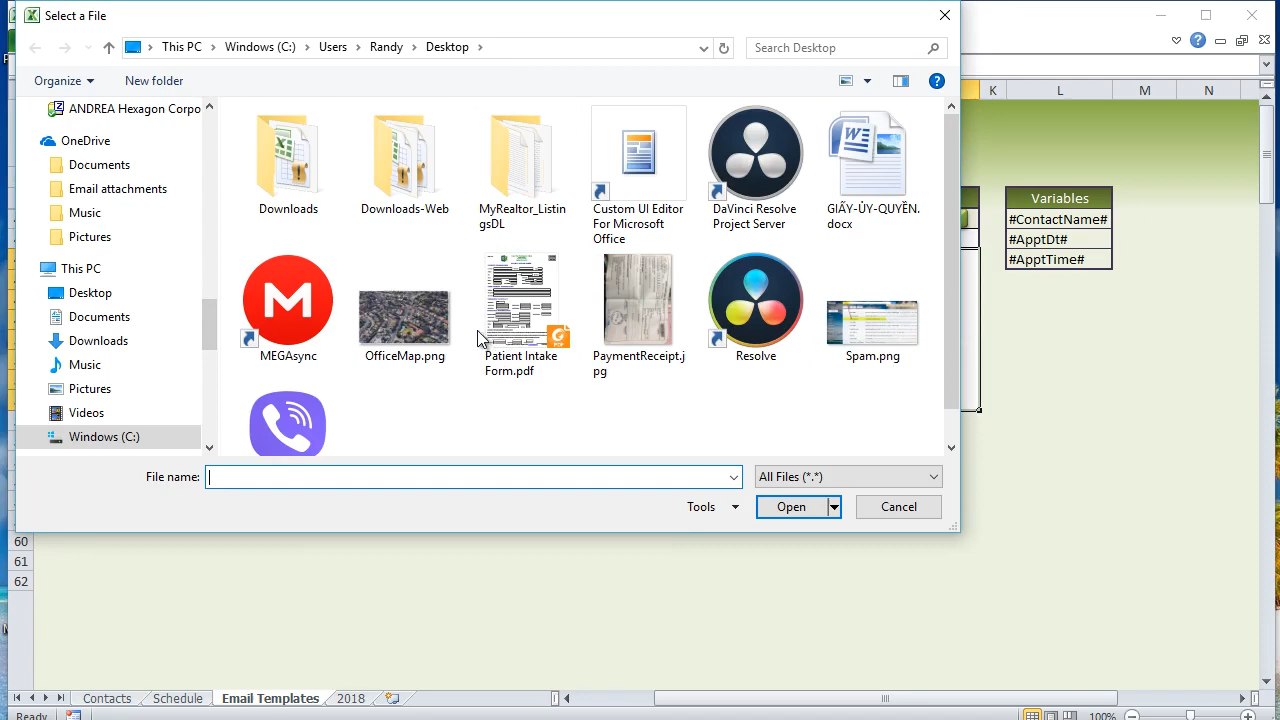 Select a File
This PC
Windows (C:)
Users
Randy
Desktop
Search Desktop
Organize
New folder
ANDREA Hexagon Corpo
OneDrive
Documents
Email attachments
Music
Pictures
This PC
Desktop
Documents
Downloads
Music
Pictures
Videos
Windows (C:)
Downloads
Downloads-Web
MyRealtor_Listin
gsDL
Custom UI Editor
For Microsoft
Office
DaVinci Resolve
Project Server
GIẤY-ỦY-QUYỀN.
docx
MEGAsync
OfficeMap.png
Patient Intake
Form.pdf
PaymentReceipt.j
pg
Resolve
Spam.png
File name:
All Files (*.*)
Tools
Open
Cancel
K
L
M
N
Variables
#ContactName#
#ApptDt#
#ApptTime#
60
61
62
Contacts
Schedule
Email Templates
2018
Ready
100%